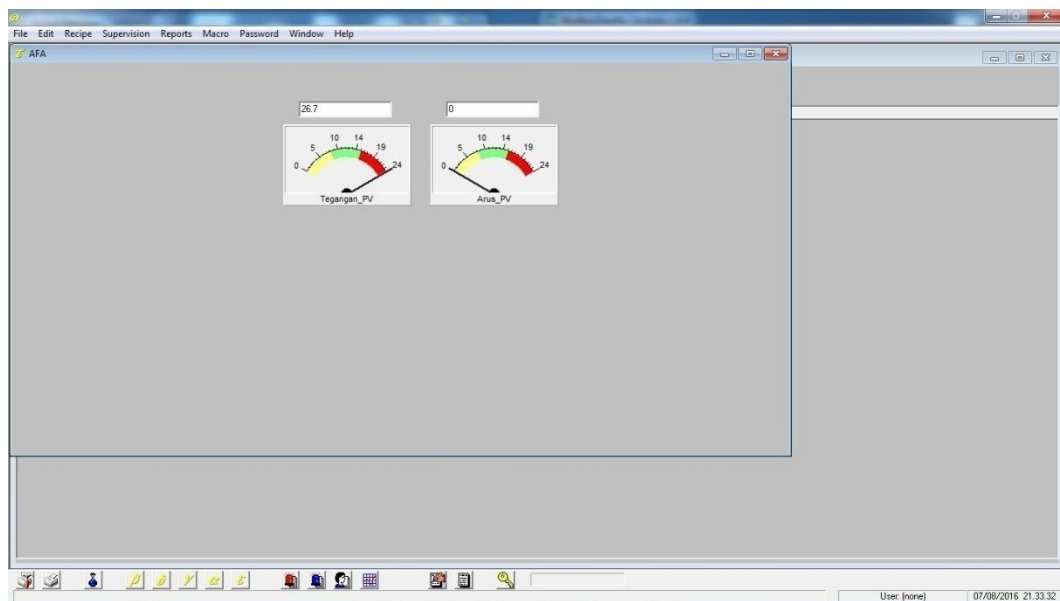 File Edit Recipe Supervision Reports Macro Password Window Help
AFA
26.7
0
0 5 10 14 19 24
Tegangan_PV
0 5 10 14 19 24
Arus_PV
β δ γ α ε
User: (none) 07/08/2016 21.33.32